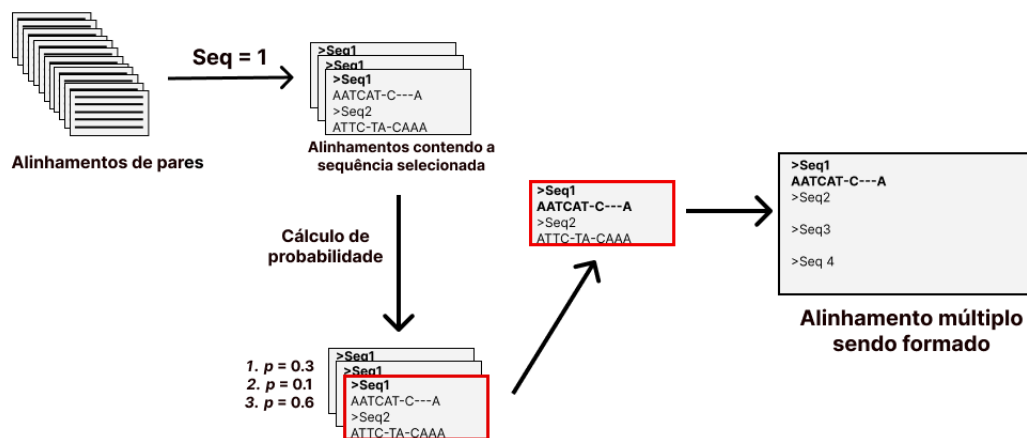 Seq = 1
Alinhamentos de pares
>Seq1
>Seq1
>Seq1
AATCAT-C---A
>Seq2
ATTC-TA-CAAA
Alinhamentos contendo a
sequência selecionada
Cálculo de
probabilidade
1. p = 0.3
2. p = 0.1
3. p = 0.6
>Seq1
>Seq1
>Seq1
AATCAT-C---A
>Seq2
ATTC-TA-CAAA
>Seq1
AATCAT-C---A
>Seq2
ATTC-TA-CAAA
>Seq1
AATCAT-C---A
>Seq2
>Seq3
>Seq 4
Alinhamento múltiplo
sendo formado